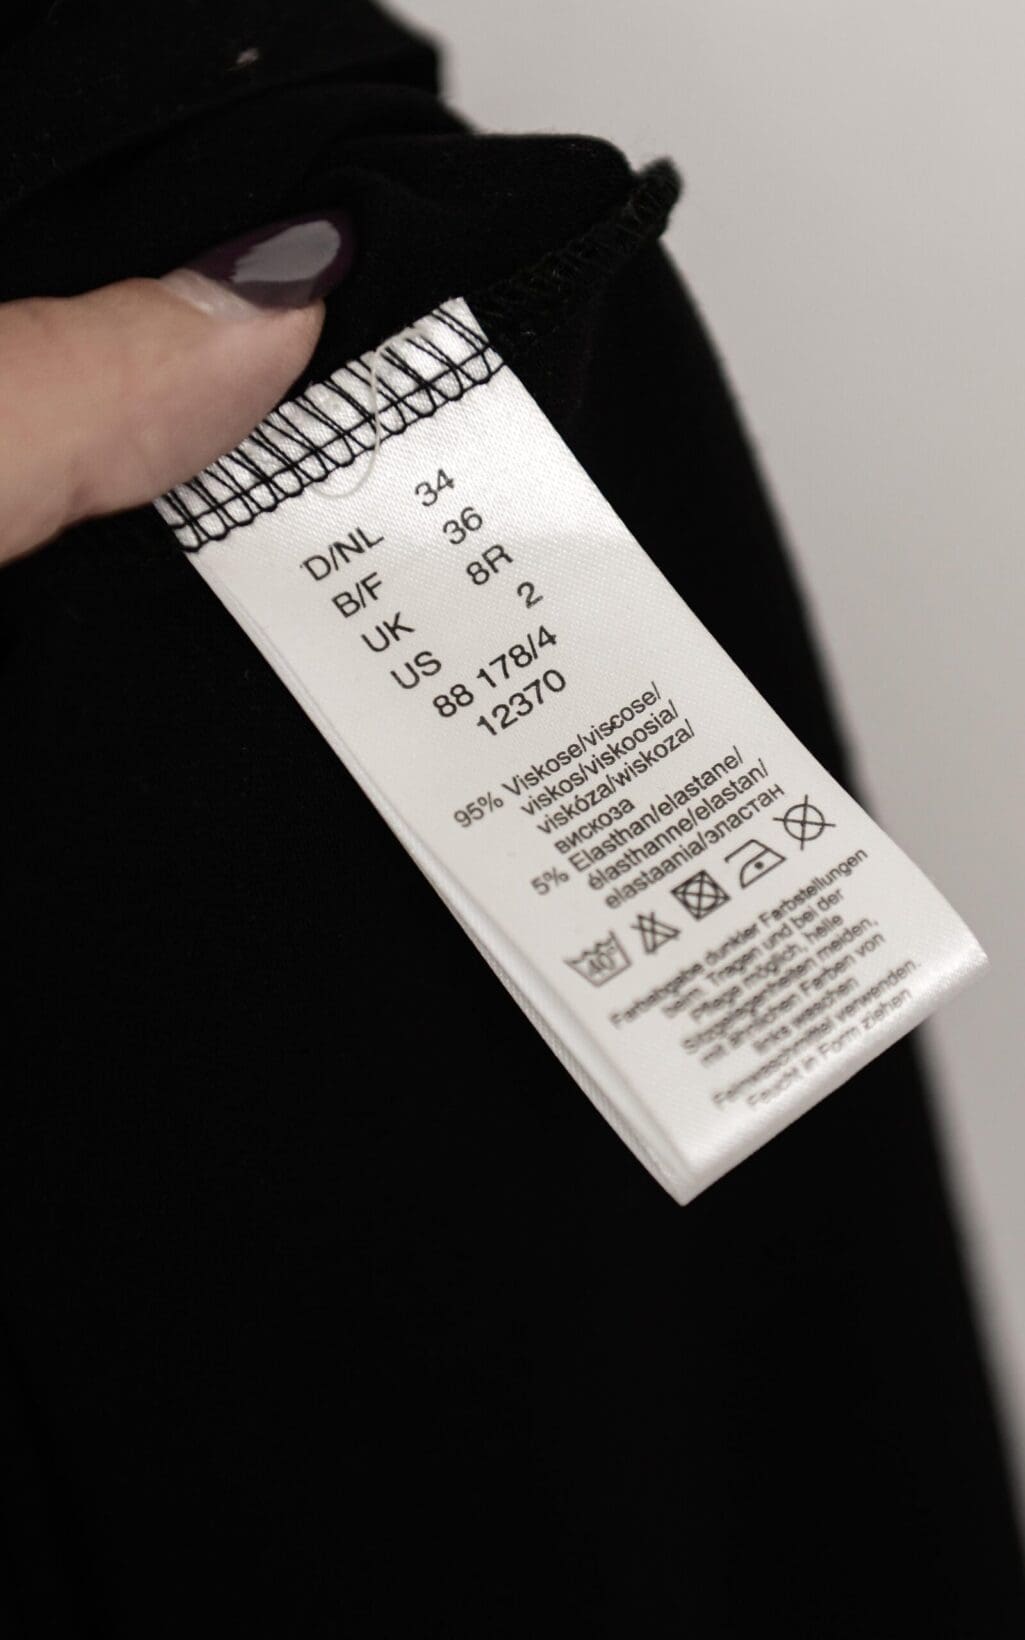 D/NL 34
B/F 36
UK 8R
US 2
88 178/4
12370
95% Viskose/viscose/
viskos/viskoosia/
viskóza/wiskoza/
вискоза
5% Elasthan/elastane/
élasthanne/elastan/
elastaania/эластан
40°
Farbabgabe dunkler Farbstellungen
beim Tragen und bei der
Pflege möglich, helle
Sitzgelegenheiten meiden,
mit ähnlichen Farben von
links waschen
Feinwaschmittel verwenden.
Feucht in Form ziehen